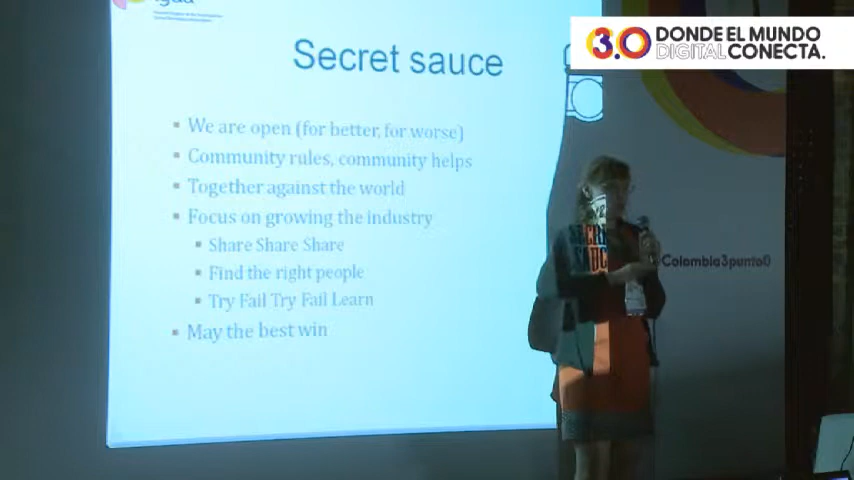 Secret sauce
We are open (for better, for worse)
Community rules, community helps
Together against the world
Focus on growing the industry
Share Share Share
Find the right people
Try Fail Try Fail Learn
May the best win
3.0 DONDE EL MUNDO
DIGITAL CONECTA.
#Colombia3punto0